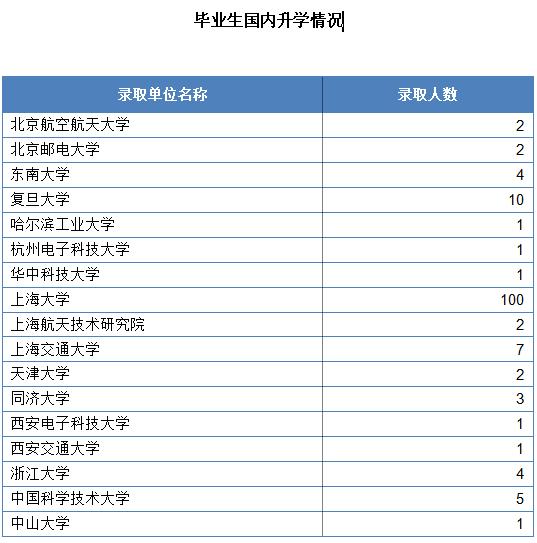 毕业生国内升学情况
录取单位名称 录取人数
北京航空航天大学 2
北京邮电大学 2
东南大学 4
复旦大学 10
哈尔滨工业大学 1
杭州电子科技大学 1
华中科技大学 1
上海大学 100
上海航天技术研究院 2
上海交通大学 7
天津大学 2
同济大学 3
西安电子科技大学 1
西安交通大学 1
浙江大学 4
中国科学技术大学 5
中山大学 1